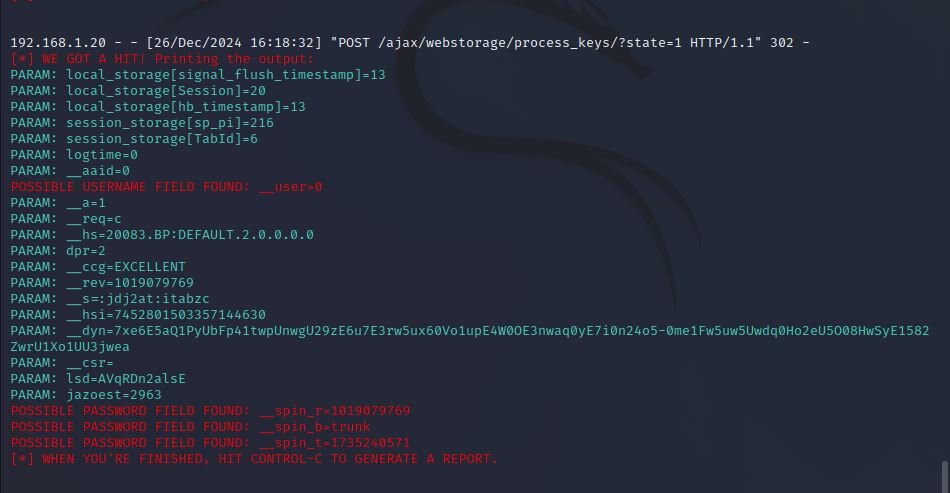 192.168.1.20 - - [26/Dec/2024 16:18:32] "POST /ajax/webstorage/process_keys/?state=1 HTTP/1.1" 302 -
[*] WE GOT A HIT! Printing the output:
PARAM: local_storage[signal_flush_timestamp]=13
PARAM: local_storage[Session]=20
PARAM: local_storage[hb_timestamp]=13
PARAM: session_storage[sp_pi]=216
PARAM: session_storage[TabId]=6
PARAM: logtime=0
PARAM: __aaid=0
POSSIBLE USERNAME FIELD FOUND: __user=0
PARAM: __a=1
PARAM: __req=c
PARAM: __hs=20083.BP:DEFAULT.2.0.0.0.0
PARAM: dpr=2
PARAM: __ccg=EXCELLENT
PARAM: __rev=1019079769
PARAM: __s=:jdj2at:itabzc
PARAM: __hsi=7452801503357144630
PARAM: __dyn=7xe6E5aQ1PyUbFp41twpUnwgU29zE6u7E3rw5ux60Vo1upE4W0OE3nwaq0yE7i0n24o5-0me1Fw5uw5Uwdq0Ho2eU5O08HwSyE1582
ZwrU1Xo1UU3jwea
PARAM: __csr=
PARAM: lsd=AVqRDn2alsE
PARAM: jazoest=2963
POSSIBLE PASSWORD FIELD FOUND: __spin_r=1019079769
POSSIBLE PASSWORD FIELD FOUND: __spin_b=trunk
POSSIBLE PASSWORD FIELD FOUND: __spin_t=1735240571
[*] WHEN YOU'RE FINISHED, HIT CONTROL-C TO GENERATE A REPORT.